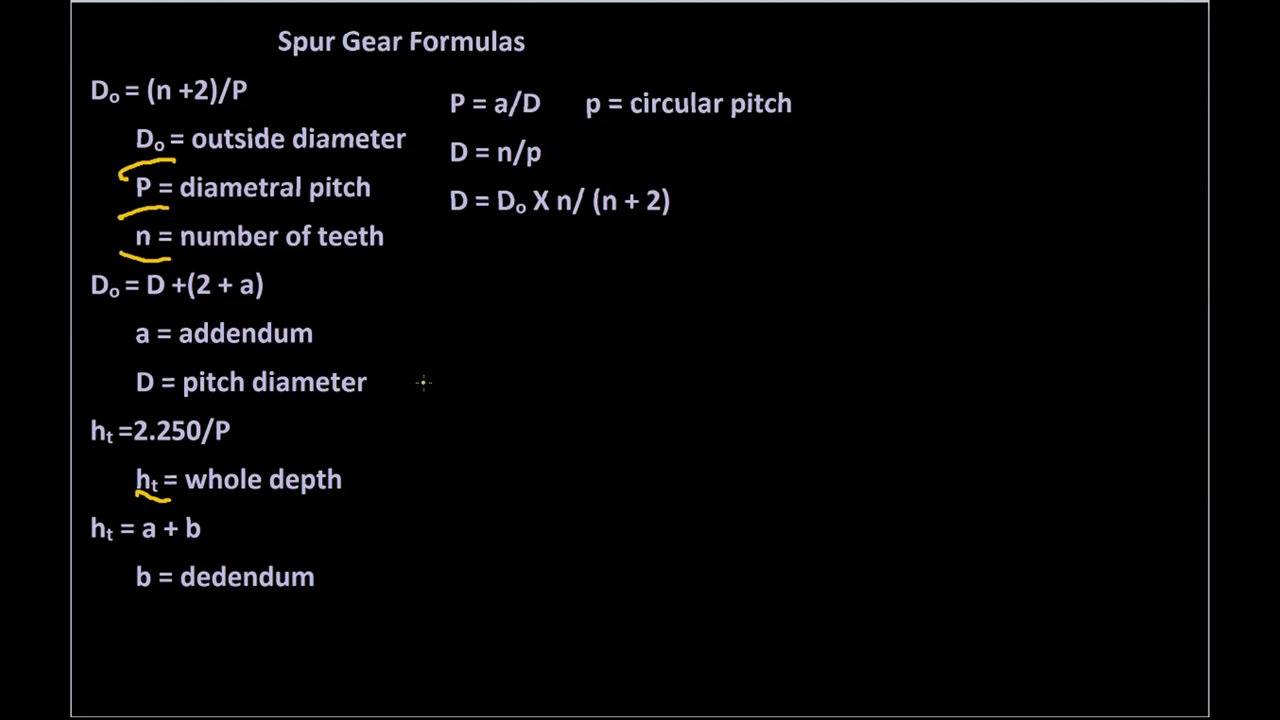 Spur Gear Formulas
Dₒ = (n +2)/P
Dₒ = outside diameter
P = diametral pitch
n = number of teeth
Dₒ = D +(2 + a)
a = addendum
D = pitch diameter
hₜ =2.250/P
hₜ = whole depth
hₜ = a + b
b = dedendum
P = a/D p = circular pitch
D = n/p
D = Dₒ X n/ (n + 2)